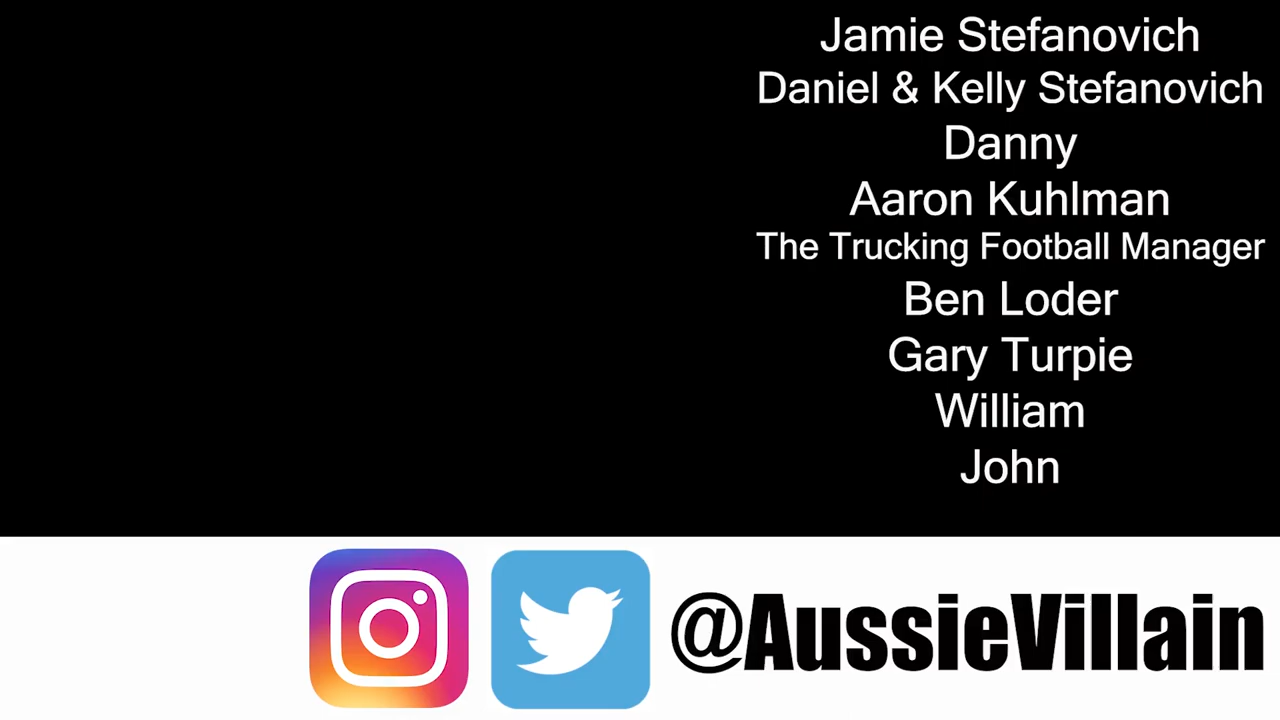 Jamie Stefanovich
Daniel & Kelly Stefanovich
Danny
Aaron Kuhlman
The Trucking Football Manager
Ben Loder
Gary Turpie
William
John
@AussieVillain